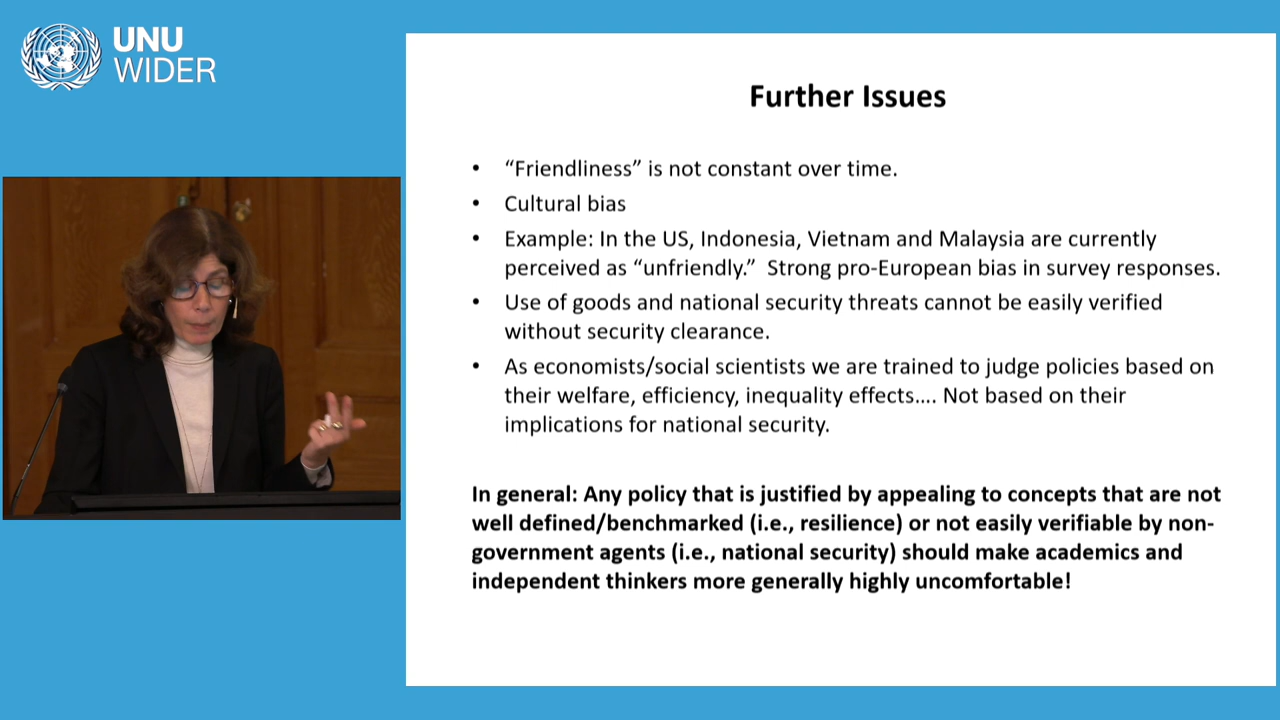 UNU
WIDER
Further Issues
• “Friendliness” is not constant over time.
• Cultural bias
• Example: In the US, Indonesia, Vietnam and Malaysia are currently
perceived as “unfriendly.”  Strong pro-European bias in survey responses.
• Use of goods and national security threats cannot be easily verified
without security clearance.
• As economists/social scientists we are trained to judge policies based on
their welfare, efficiency, inequality effects…. Not based on their
implications for national security.
In general: Any policy that is justified by appealing to concepts that are not
well defined/benchmarked (i.e., resilience) or not easily verifiable by non-
government agents (i.e., national security) should make academics and
independent thinkers more generally highly uncomfortable!